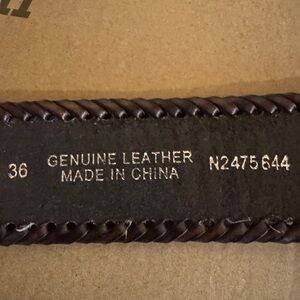 36 GENUINE LEATHER N2475644
MADE IN CHINA